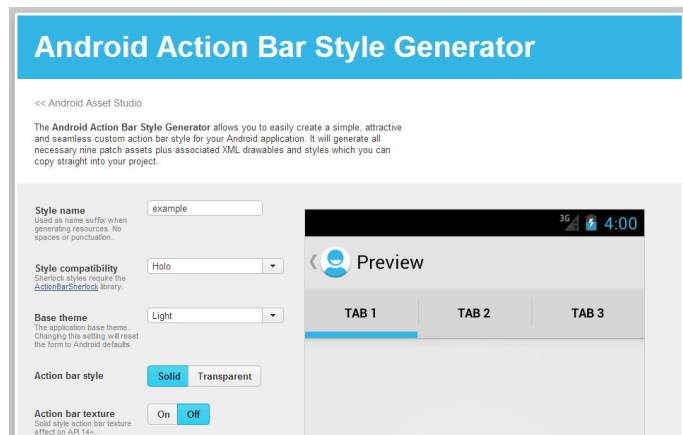 Android Action Bar Style Generator
<< Android Asset Studio
The Android Action Bar Style Generator allows you to easily create a simple, attractive
and seamless custom action bar style for your Android application. It will generate all
necessary nine patch assets plus associated XML drawables and styles which you can
copy straight into your project.
Style name
Used as name suffix when
generating resources. No
spaces or punctuation.
example
Style compatibility
Sherlock styles require the
ActionBarSherlock library.
Holo
Base theme
The application base theme.
Changing this setting will reset
the form to Android defaults.
Light
Action bar style
Solid Transparent
Action bar texture
Solid style action bar texture
effect on API 14+.
On Off
3G 4:00
Preview
TAB 1 TAB 2 TAB 3